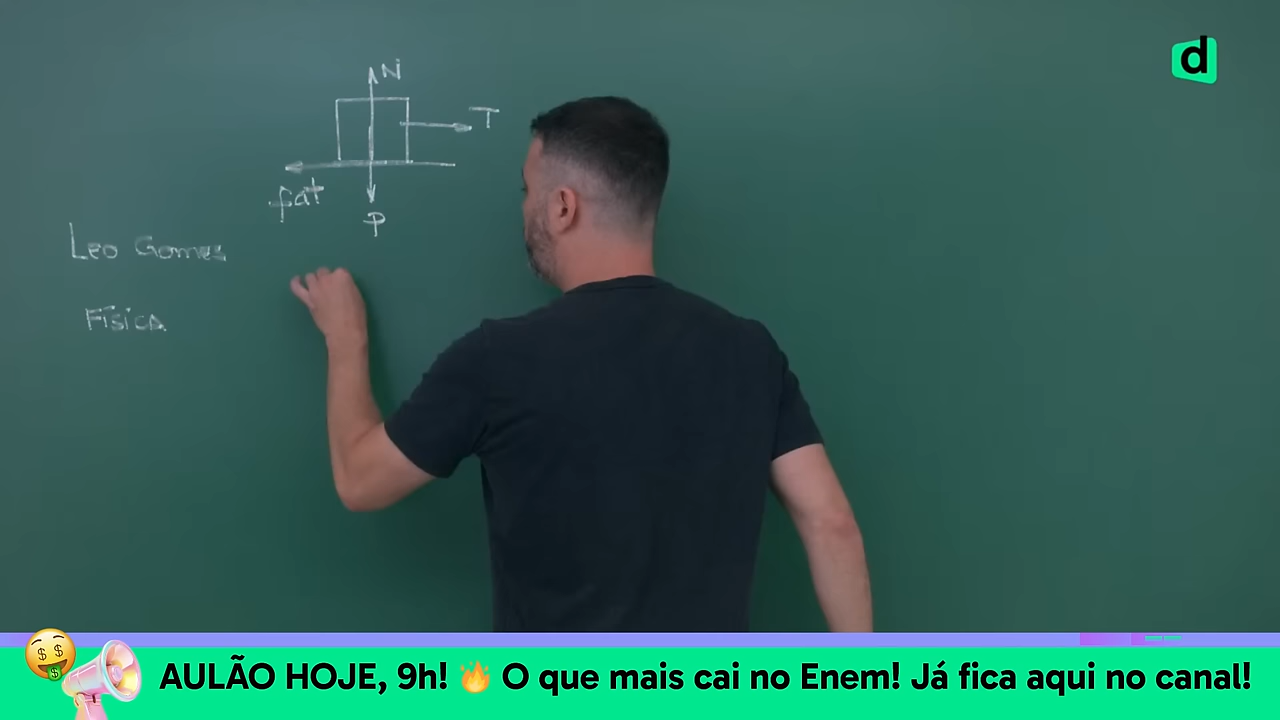 N
T
fat
P
Leo Gomes
Física
d
AULÃO HOJE, 9h! 🔥 O que mais cai no Enem! Já fica aqui no canal!